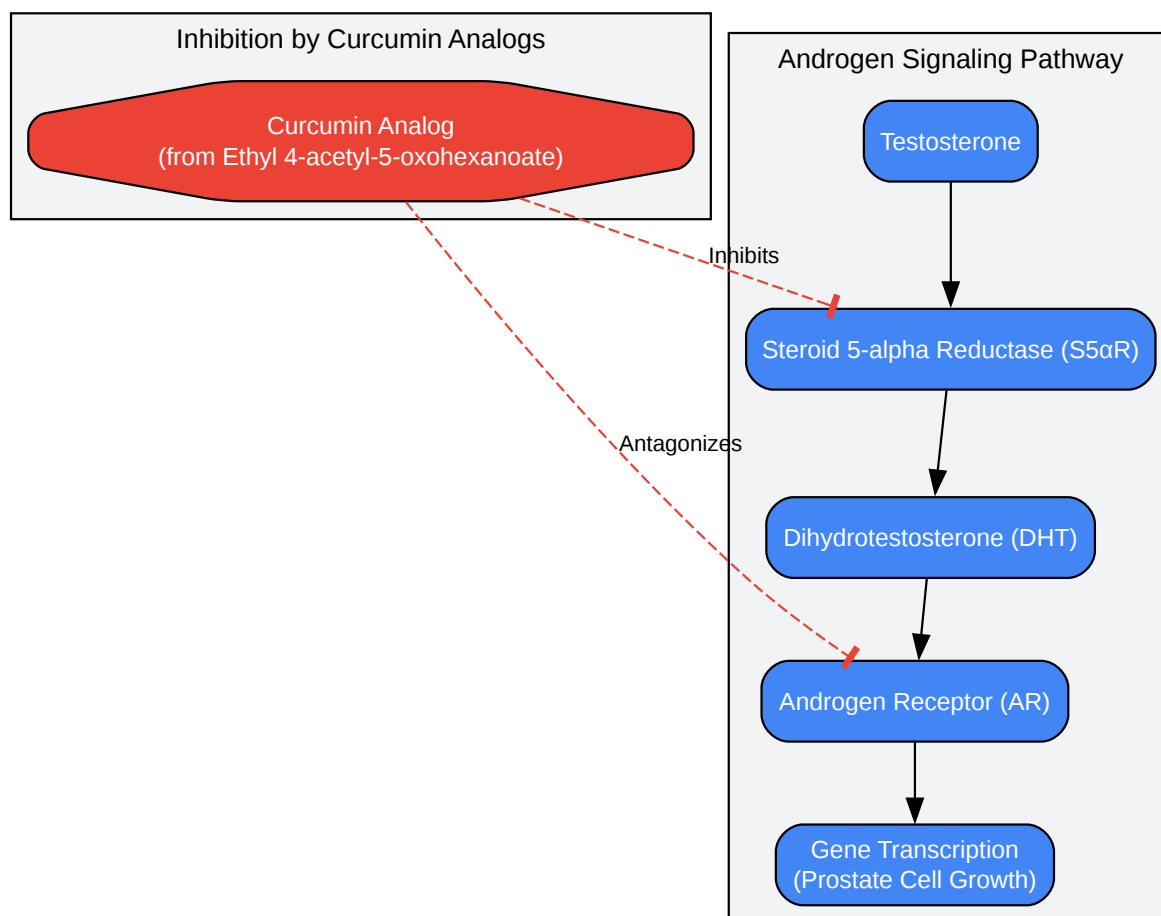 Inhibition by Curcumin Analogs
Curcumin Analog
(from Ethyl 4-acetyl-5-oxohexanoate)
Androgen Signaling Pathway
Testosterone
Inhibits
Steroid 5-alpha Reductase (S5αR)
Antagonizes
Dihydrotestosterone (DHT)
Androgen Receptor (AR)
Gene Transcription
(Prostate Cell Growth)